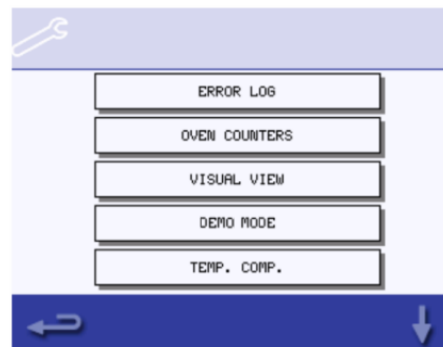 ERROR LOG
OVEN COUNTERS
VISUAL VIEW
DEMO MODE
TEMP. COMP.